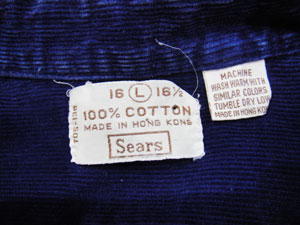 16 L 16½
100% COTTON
MADE IN HONG KONG
Sears
MACHINE
WASH WARM WITH
SIMILAR COLORS
TUMBLE DRY LOW
MADE IN HONG KONG